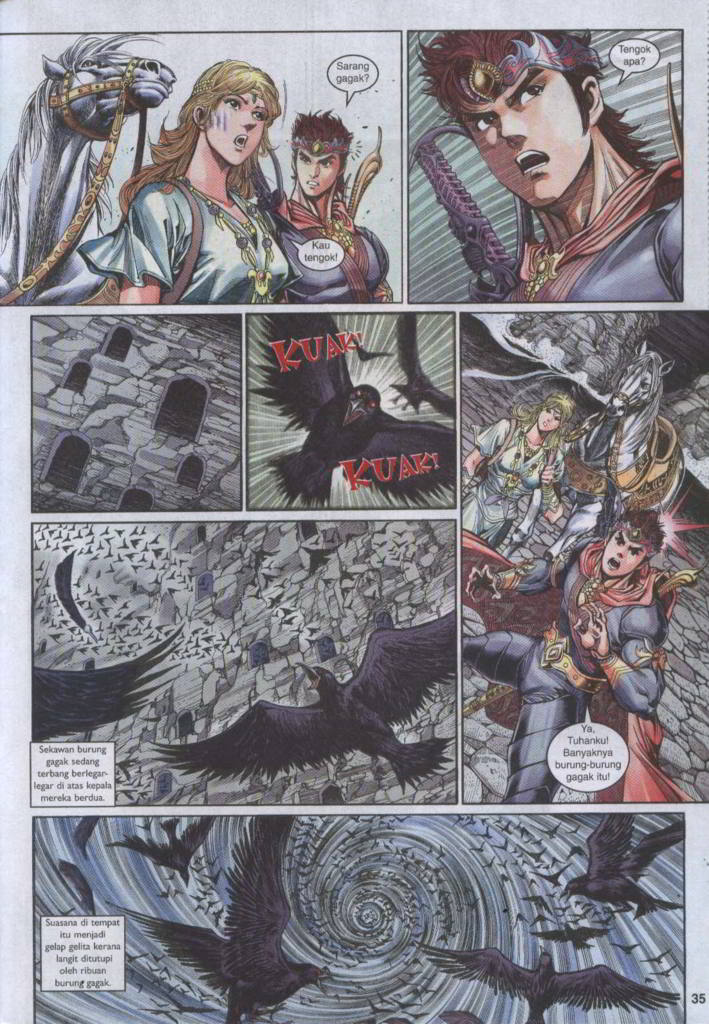 Sarang
gagak?
Kau
tengok!
Tengok
apa?
KUAK!
KUAK!
Ya,
Tuhanku!
Banyaknya
burung-burung
gagak itu!
Sekawan burung
gagak sedang
terbang berlegar-
legar di atas kepala
mereka berdua.
Suasana di tempat
itu menjadi
gelap gelita kerana
langit ditutupi
oleh ribuan
burung gagak.
35